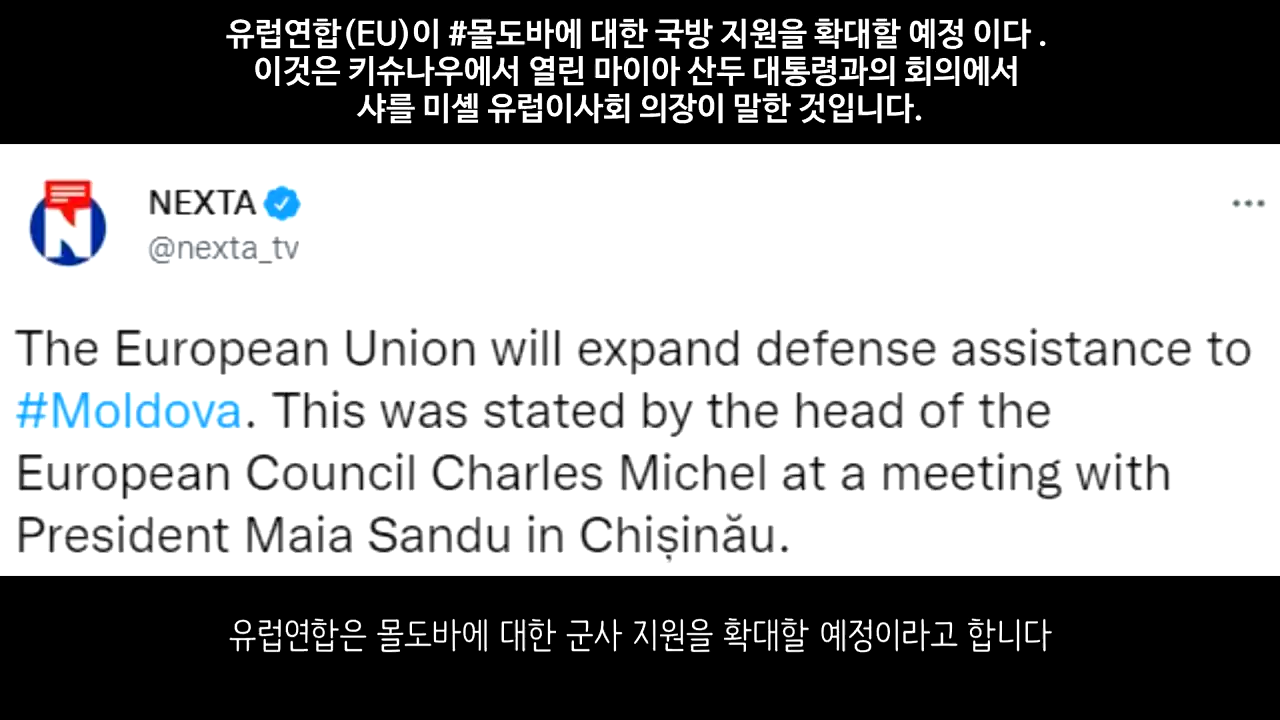 유럽연합(EU)이 #몰도바에 대한 국방 지원을 확대할 예정 이다 .
이것은 키슈나우에서 열린 마이아 산두 대통령과의 회의에서
샤를 미셸 유럽이사회 의장이 말한 것입니다.
NEXTA
@nexta_tv
The European Union will expand defense assistance to
#Moldova. This was stated by the head of the
European Council Charles Michel at a meeting with
President Maia Sandu in Chișinău.
유럽연합은 몰도바에 대한 군사 지원을 확대할 예정이라고 합니다